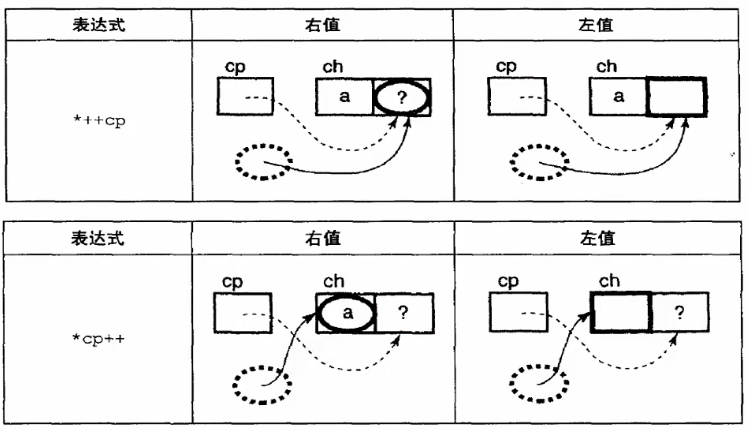 表达式 右值 左值
cp ch cp ch
*++cp a ? a
表达式 右值 左值
cp ch cp ch
*cp++ a ? ?